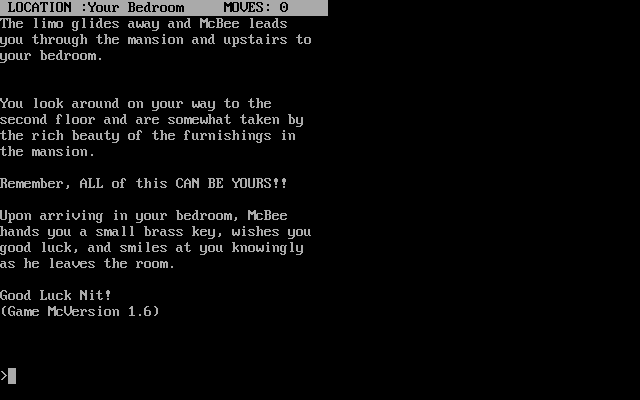 LOCATION :Your Bedroom     MOVES: 0
The limo glides away and McBee leads
you through the mansion and upstairs to
your bedroom.
You look around on your way to the
second floor and are somewhat taken by
the rich beauty of the furnishings in
the mansion.
Remember, ALL of this CAN BE YOURS!!
Upon arriving in your bedroom, McBee
hands you a small brass key, wishes you
good luck, and smiles at you knowingly
as he leaves the room.
Good Luck Nit!
(Game McVersion 1.6)
>